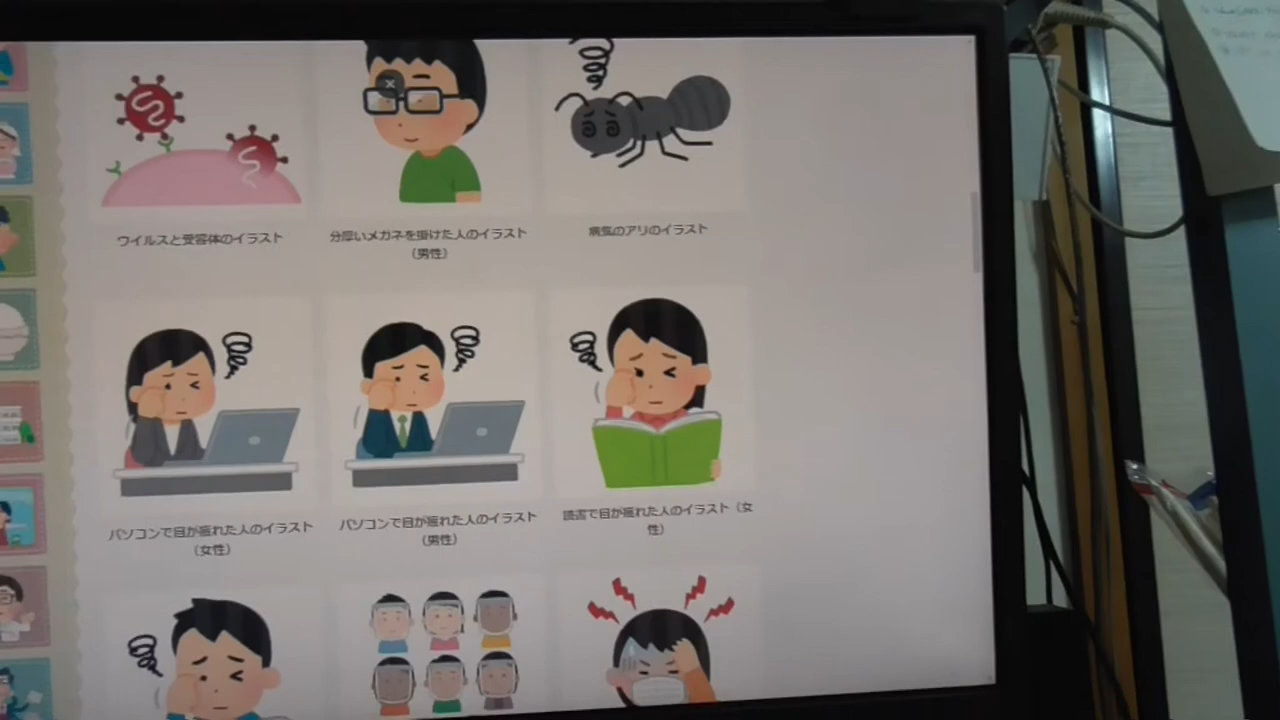 ウイルスと受容体のイラスト
分厚いメガネを掛けた人のイラスト
（男性）
病気のアリのイラスト
パソコンで目が疲れた人のイラスト
（女性）
パソコンで目が疲れた人のイラスト
（男性）
読書で目が疲れた人のイラスト（女
性）